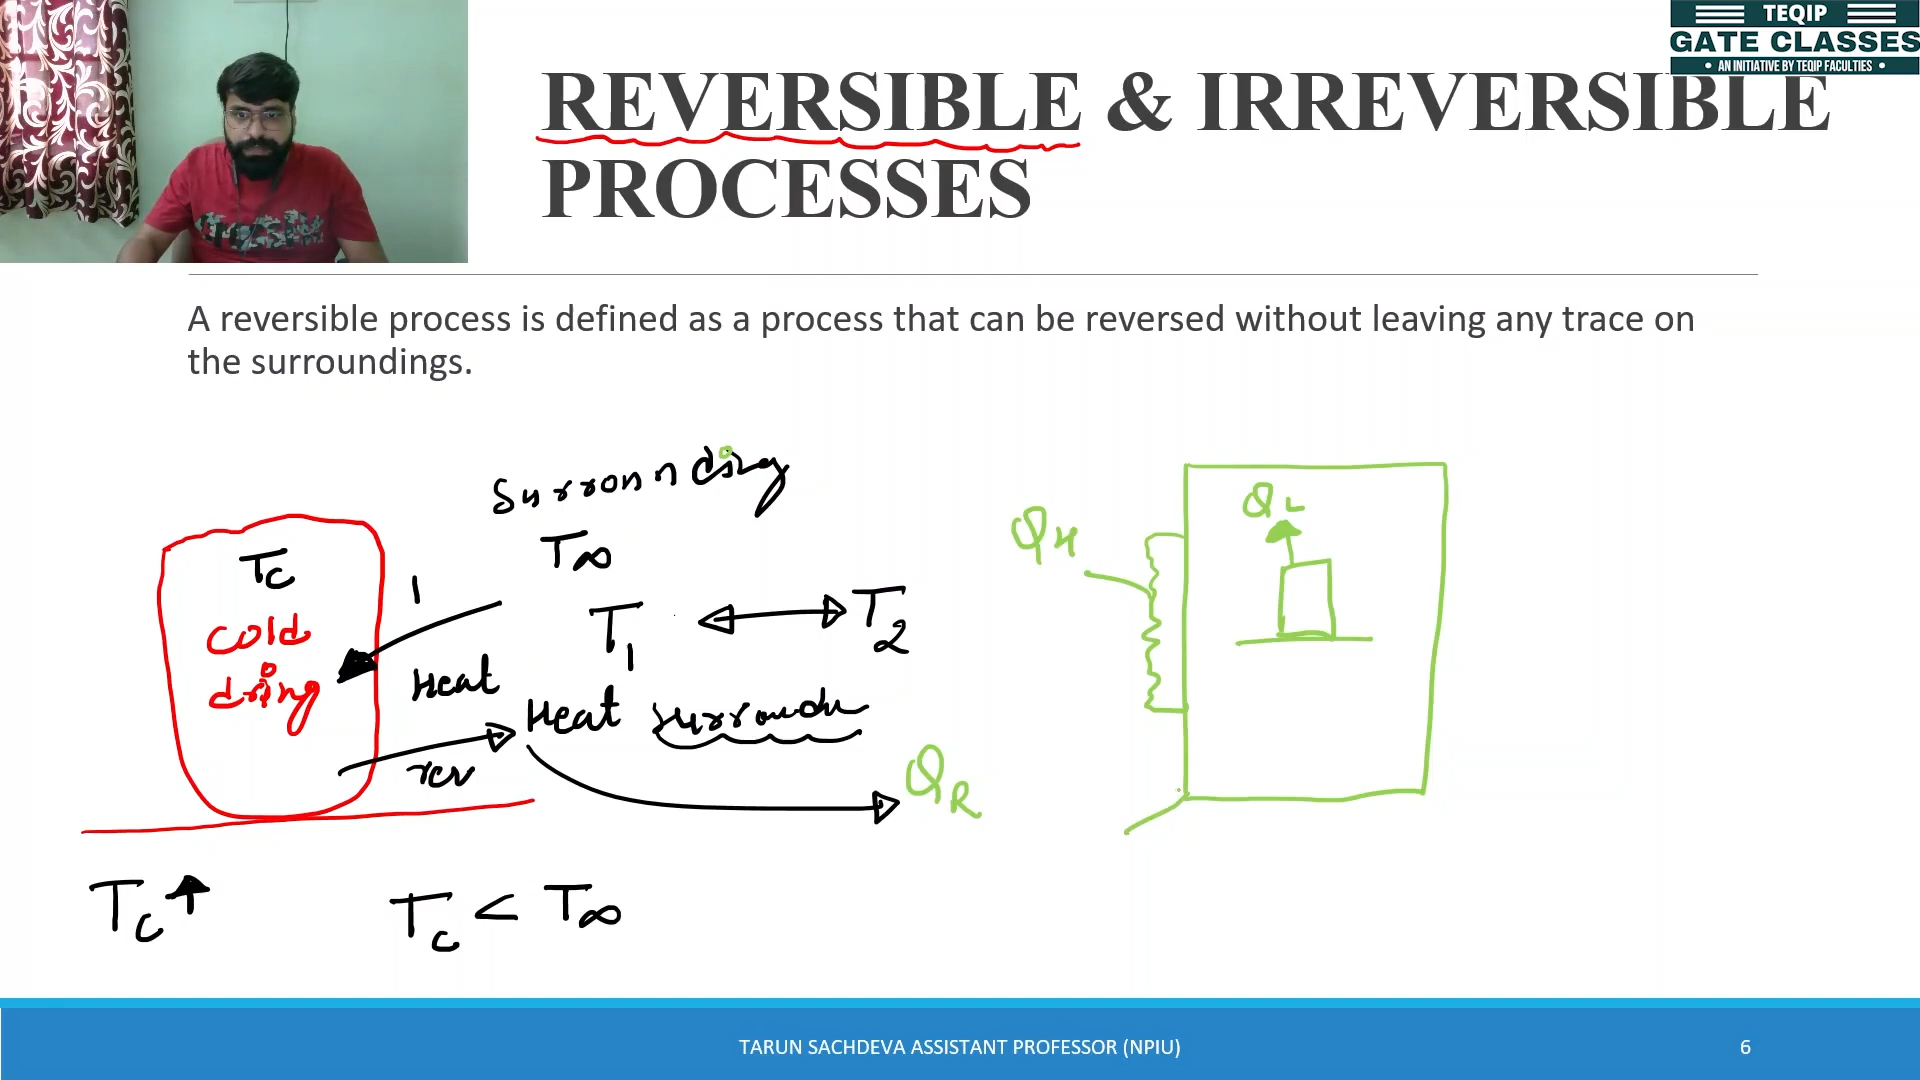 TEQIP
GATE CLASSES
• AN INITIATIVE BY TEQIP FACULTIES •
REVERSIBLE & IRREVERSIBLE
PROCESSES
A reversible process is defined as a process that can be reversed without leaving any trace on
the surroundings.
Surronnding
T∞
Tc
cold
dring
1
Heat
rev
T1 ↔ T2
Heat
QR
QH
QL
Tc ↑
Tc < T∞
TARUN SACHDEVA ASSISTANT PROFESSOR (NPIU)
6